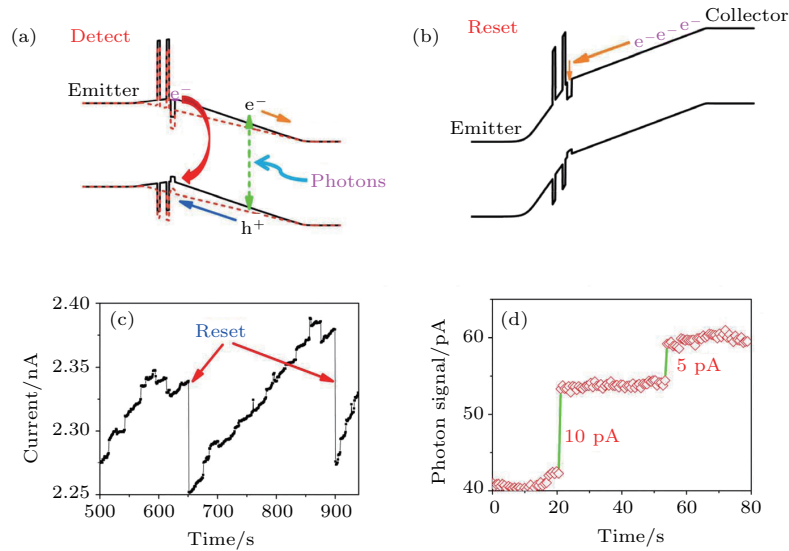 (a)
Detect
Emitter
e⁻
e⁻
Photons
h⁺
(b)
Reset
e⁻e⁻e⁻
Collector
Emitter
(c)
Reset
2.40
2.35
2.30
2.25
Current/nA
500
600
700
800
900
Time/s
(d)
60
50
40
Photon signal/pA
10 pA
5 pA
0
20
40
60
80
Time/s